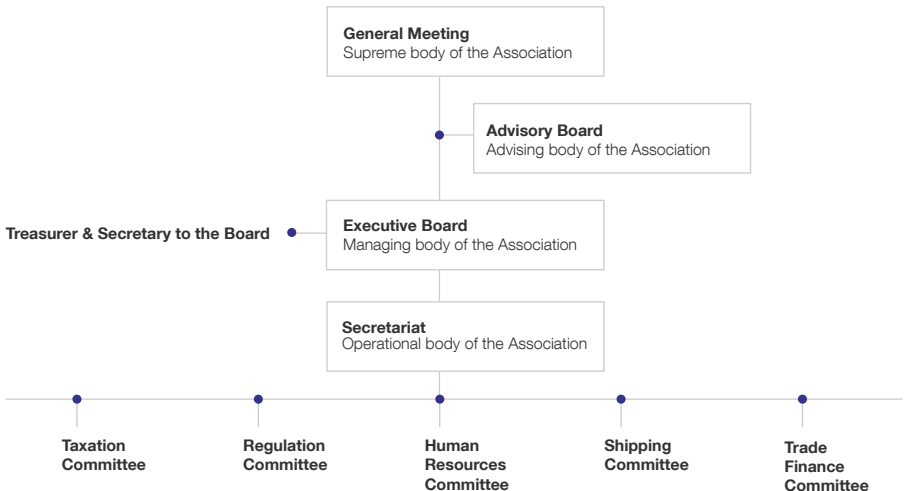 General Meeting
Supreme body of the Association
Advisory Board
Advising body of the Association
Treasurer & Secretary to the Board
Executive Board
Managing body of the Association
Secretariat
Operational body of the Association
Taxation
Committee
Regulation
Committee
Human
Resources
Committee
Shipping
Committee
Trade
Finance
Committee